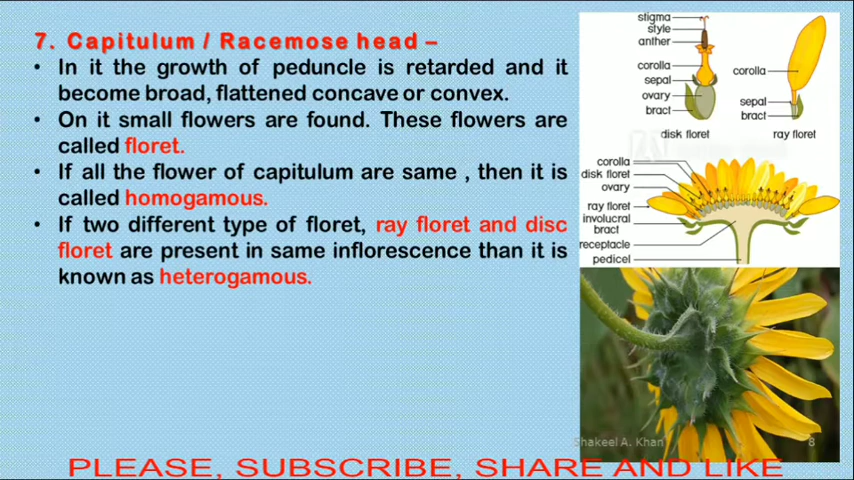 7. Capitulum / Racemose head –
• In it the growth of peduncle is retarded and it
become broad, flattened concave or convex.
• On it small flowers are found. These flowers are
called floret.
• If all the flower of capitulum are same , then it is
called homogamous.
• If two different type of floret, ray floret and disc
floret are present in same inflorescence than it is
known as heterogamous.
stigma
style
anther
corolla
sepal
ovary
bract
disk floret
corolla
sepal
bract
ray floret
corolla
disk floret
ovary
ray floret
involucral
bract
receptacle
pedicel
Shakeel A. Khan
8
PLEASE, SUBSCRIBE, SHARE AND LIKE